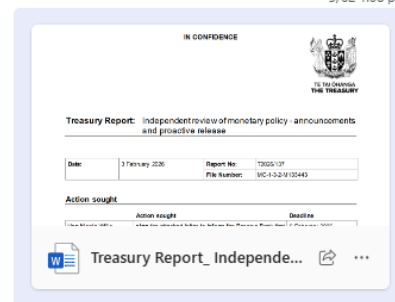 IN CONFIDENCE
TE TAI ŌHANGA
THE TREASURY
Treasury Report: Independent review of monetary policy - announcements
and proactive release
Date: 3 February 2026 Report No: T2026/137
File Number: MC-1-3-2-M133443
Action sought
Action sought Deadline
Treasury Report_ Independe...